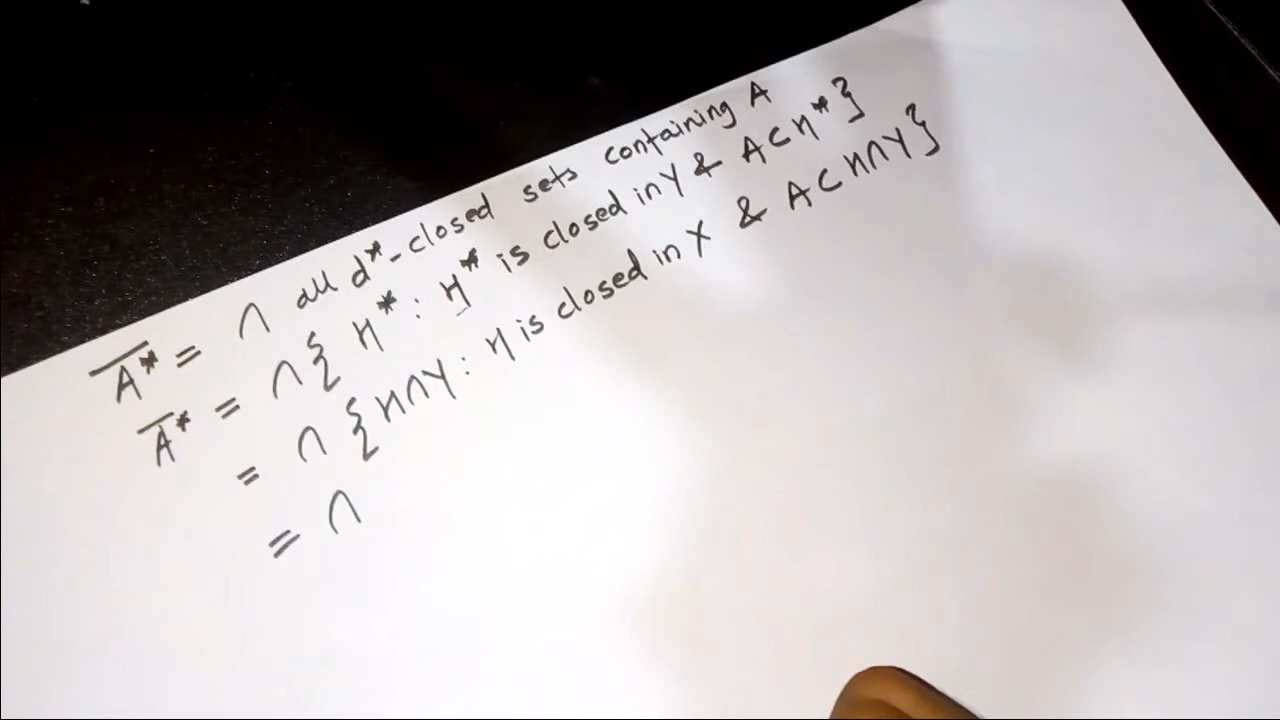 A̅* = ∩ all d*-closed sets containing A
A̅* = ∩ { H* : H* is closed in Y & A ⊂ H* }
= ∩ { H∩Y : H is closed in X & A ⊂ H∩Y }
= ∩